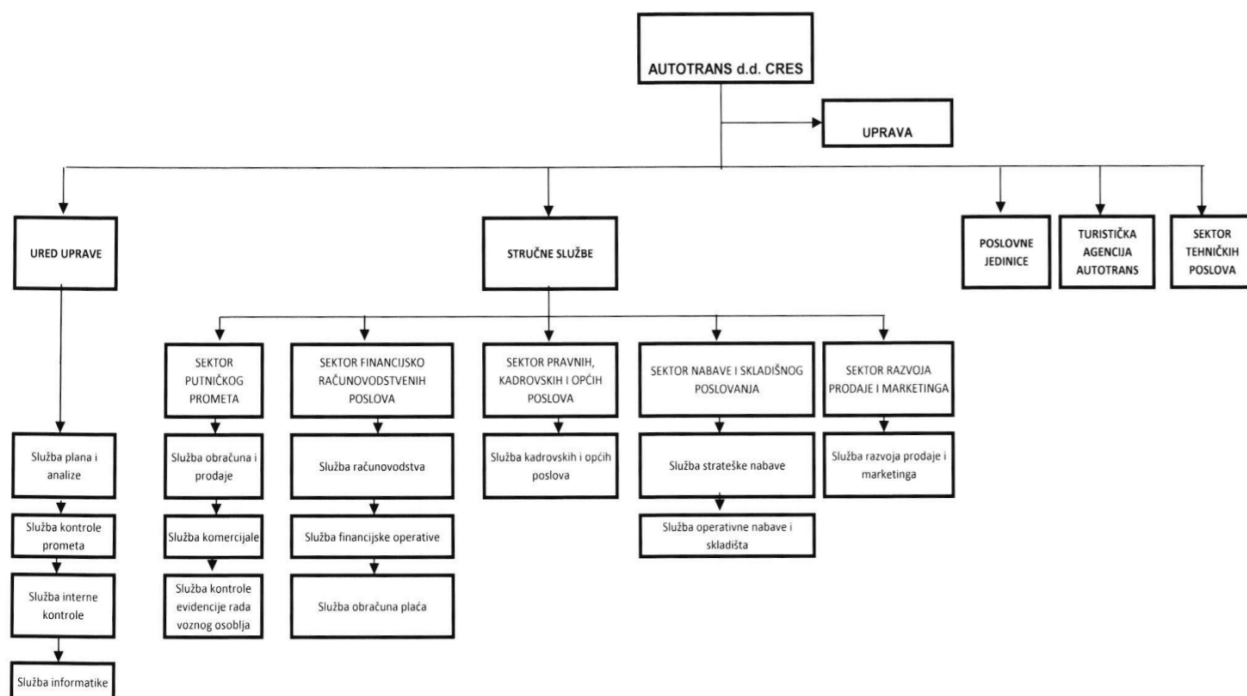 AUTOTRANS d.d. CRES
UPRAVA
URED UPRAVE
STRUČNE SLUŽBE
POSLOVNE
JEDINICE
TURISTIČKA
AGENCIJA
AUTOTRANS
SEKTOR
TEHNIČKIH
POSLOVA
SEKTOR
PUTNIČKOG
PROMETA
SEKTOR FINANCIJSKO
RAČUNOVODSTVENIH
POSLOVA
SEKTOR PRAVNIH,
KADROVSKIH I OPĆIH
POSLOVA
SEKTOR NABAVE I SKLADIŠNOG
POSLOVANJA
SEKTOR RAZVOJA
PRODAJE I MARKETINGA
Služba plana i
analize
Služba obračuna i
prodaje
Služba računovodstva
Služba kadrovskih i općih
poslova
Služba strateške nabave
Služba razvoja prodaje i
marketinga
Služba kontrole
prometa
Služba komercijale
Služba financijske operative
Služba operativne nabave i
skladišta
Služba interne
kontrole
Služba kontrole
evidencije rada
voznog osoblja
Služba obračuna plaća
Služba informatike